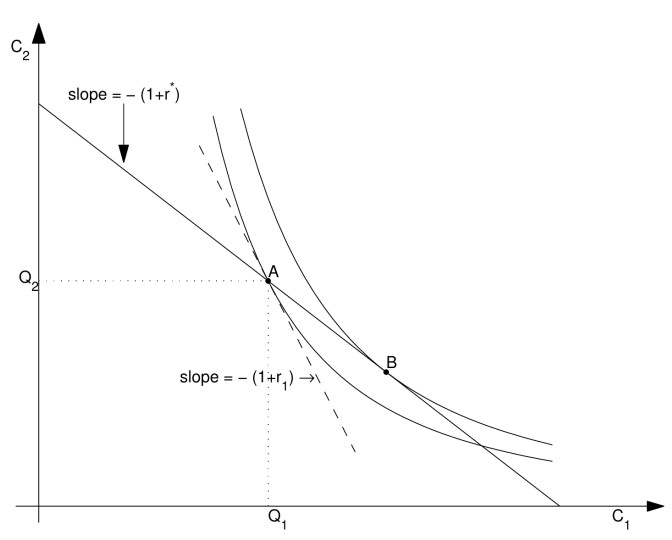 C₂
slope = − (1+r*)
A
Q₂
B
slope = − (1+r₁) →
Q₁
C₁